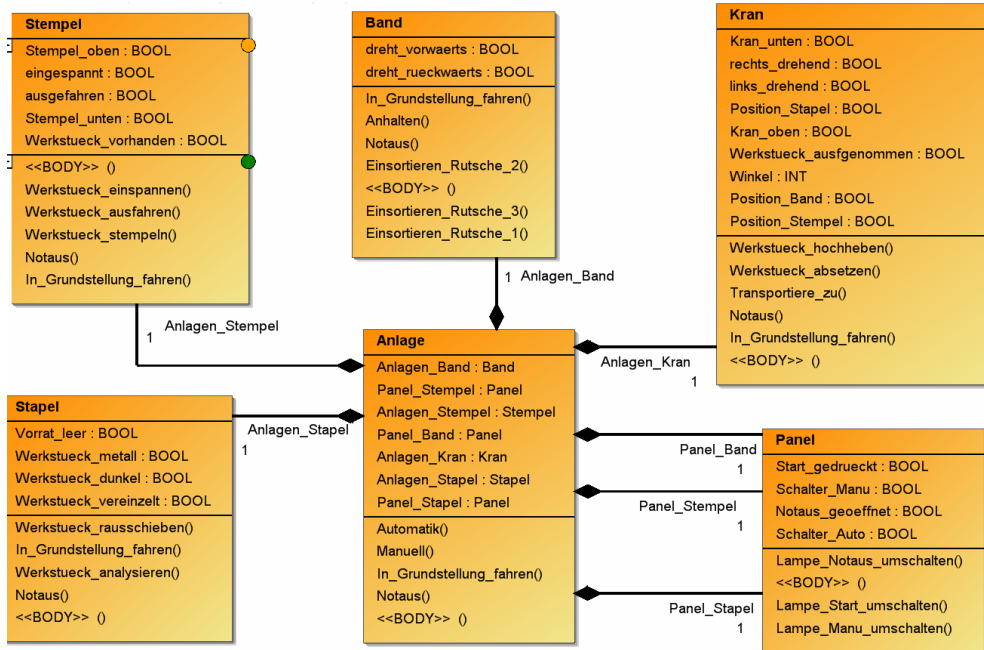 Stempel
Stempel_oben : BOOL
eingespannt : BOOL
ausgefahren : BOOL
Stempel_unten : BOOL
Werkstueck_vorhanden : BOOL
<<BODY>> ()
Werkstueck_einspannen()
Werkstueck_ausfahren()
Werkstueck_stempeln()
Notaus()
In_Grundstellung_fahren()
Band
dreht_vorwaerts : BOOL
dreht_rueckwaerts : BOOL
In_Grundstellung_fahren()
Anhalten()
Notaus()
Einsortieren_Rutsche_2()
<<BODY>> ()
Einsortieren_Rutsche_3()
Einsortieren_Rutsche_1()
Kran
Kran_unten : BOOL
rechts_drehend : BOOL
links_drehend : BOOL
Position_Stapel : BOOL
Kran_oben : BOOL
Werkstueck_ausfgenommen : BOOL
Winkel : INT
Position_Band : BOOL
Position_Stempel : BOOL
Werkstueck_hochheben()
Werkstueck_absetzen()
Transportiere_zu()
Notaus()
In_Grundstellung_fahren()
<<BODY>> ()
1 Anlagen_Band
Anlagen_Stempel
1
Anlagen_Kran
1
Anlage
Anlagen_Band : Band
Panel_Stempel : Panel
Anlagen_Stempel : Stempel
Panel_Band : Panel
Anlagen_Kran : Kran
Anlagen_Stapel : Stapel
Panel_Stapel : Panel
Automatik()
Manuell()
In_Grundstellung_fahren()
Notaus()
<<BODY>> ()
Stapel
Vorrat_leer : BOOL
Werkstueck_metall : BOOL
Werkstueck_dunkel : BOOL
Werkstueck_vereinzelt : BOOL
Werkstueck_rausschieben()
In_Grundstellung_fahren()
Werkstueck_analysieren()
Notaus()
<<BODY>> ()
Anlagen_Stapel
1
Panel_Band
1
Panel_Stempel
1
Panel_Stapel
1
Panel
Start_gedrueckt : BOOL
Schalter_Manu : BOOL
Notaus_geoeffnet : BOOL
Schalter_Auto : BOOL
Lampe_Notaus_umschalten()
<<BODY>> ()
Lampe_Start_umschalten()
Lampe_Manu_umschalten()